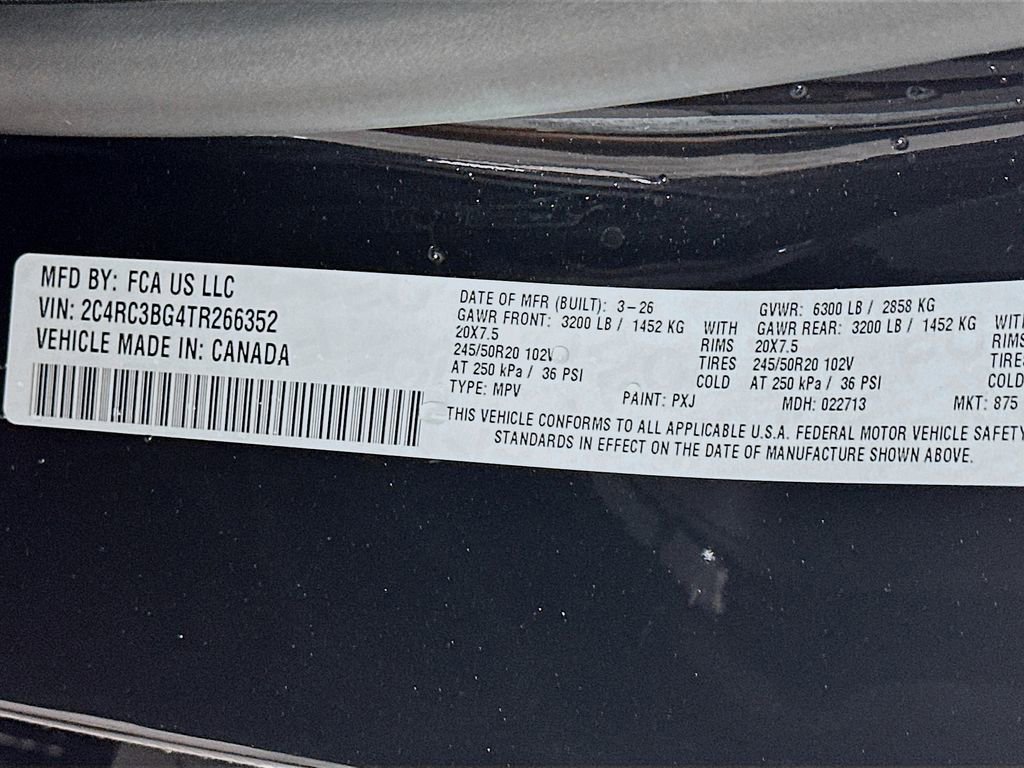 MFD BY: FCA US LLC
VIN: 2C4RC3BG4TR266352
VEHICLE MADE IN: CANADA
DATE OF MFR (BUILT): 3-26 GVWR: 6300 LB / 2858 KG
GAWR FRONT: 3200 LB / 1452 KG WITH GAWR REAR: 3200 LB / 1452 KG WITH
20X7.5 RIMS 20X7.5 RIMS
245/50R20 102V TIRES 245/50R20 102V TIRES
AT 250 kPa / 36 PSI COLD AT 250 kPa / 36 PSI COLD
TYPE: MPV PAINT: PXJ MDH: 022713 MKT: 875
THIS VEHICLE CONFORMS TO ALL APPLICABLE U.S.A. FEDERAL MOTOR VEHICLE SAFETY
STANDARDS IN EFFECT ON THE DATE OF MANUFACTURE SHOWN ABOVE.